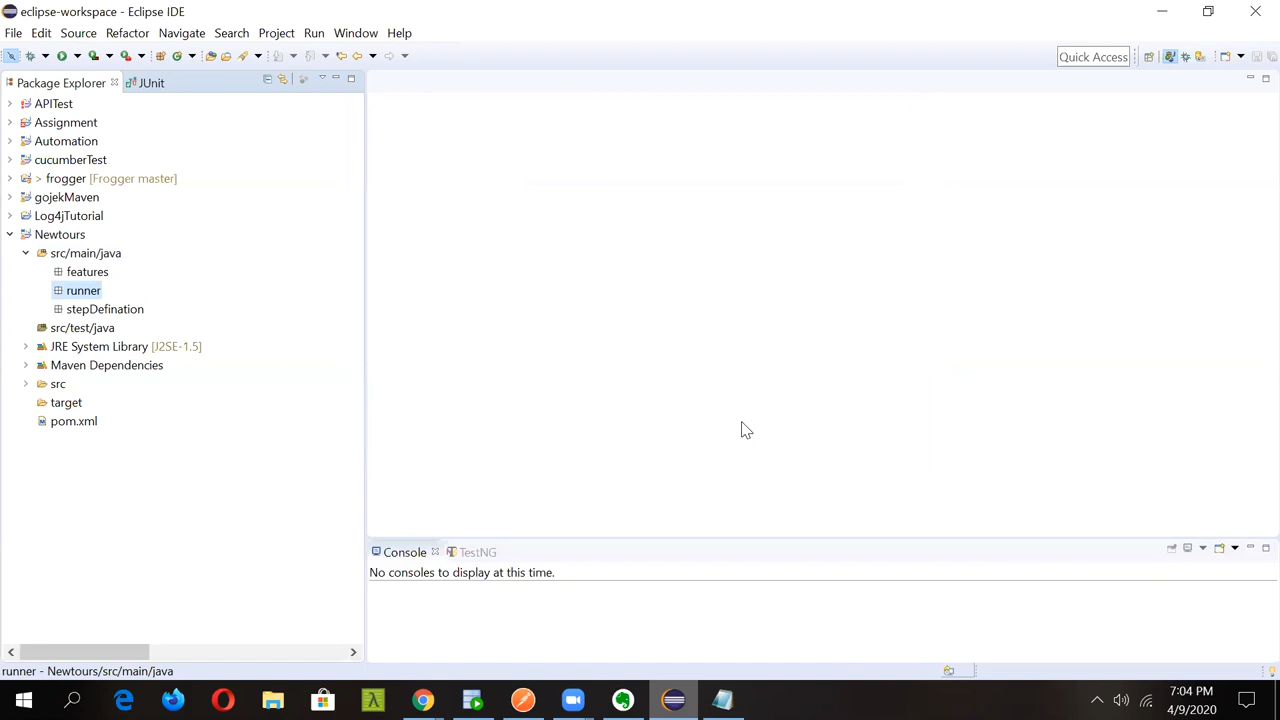 eclipse-workspace - Eclipse IDE
File Edit Source Refactor Navigate Search Project Run Window Help
Quick Access
Package Explorer JUnit
APITest
Assignment
Automation
cucumberTest
> frogger [Frogger master]
gojekMaven
Log4jTutorial
Newtours
src/main/java
features
runner
stepDefination
src/test/java
JRE System Library [J2SE-1.5]
Maven Dependencies
src
target
pom.xml
Console TestNG
No consoles to display at this time.
runner - Newtours/src/main/java
7:04 PM
4/9/2020